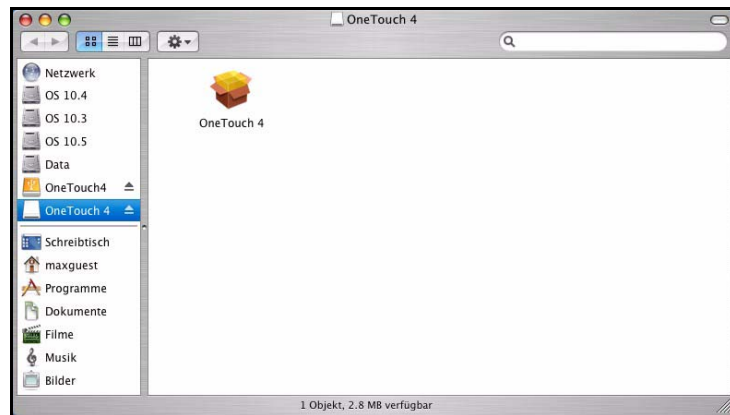 OneTouch 4
Netzwerk
OS 10.4
OS 10.3
OS 10.5
Data
OneTouch4
OneTouch 4
Schreibtisch
maxguest
Programme
Dokumente
Filme
Musik
Bilder
OneTouch 4
1 Objekt, 2.8 MB verfügbar